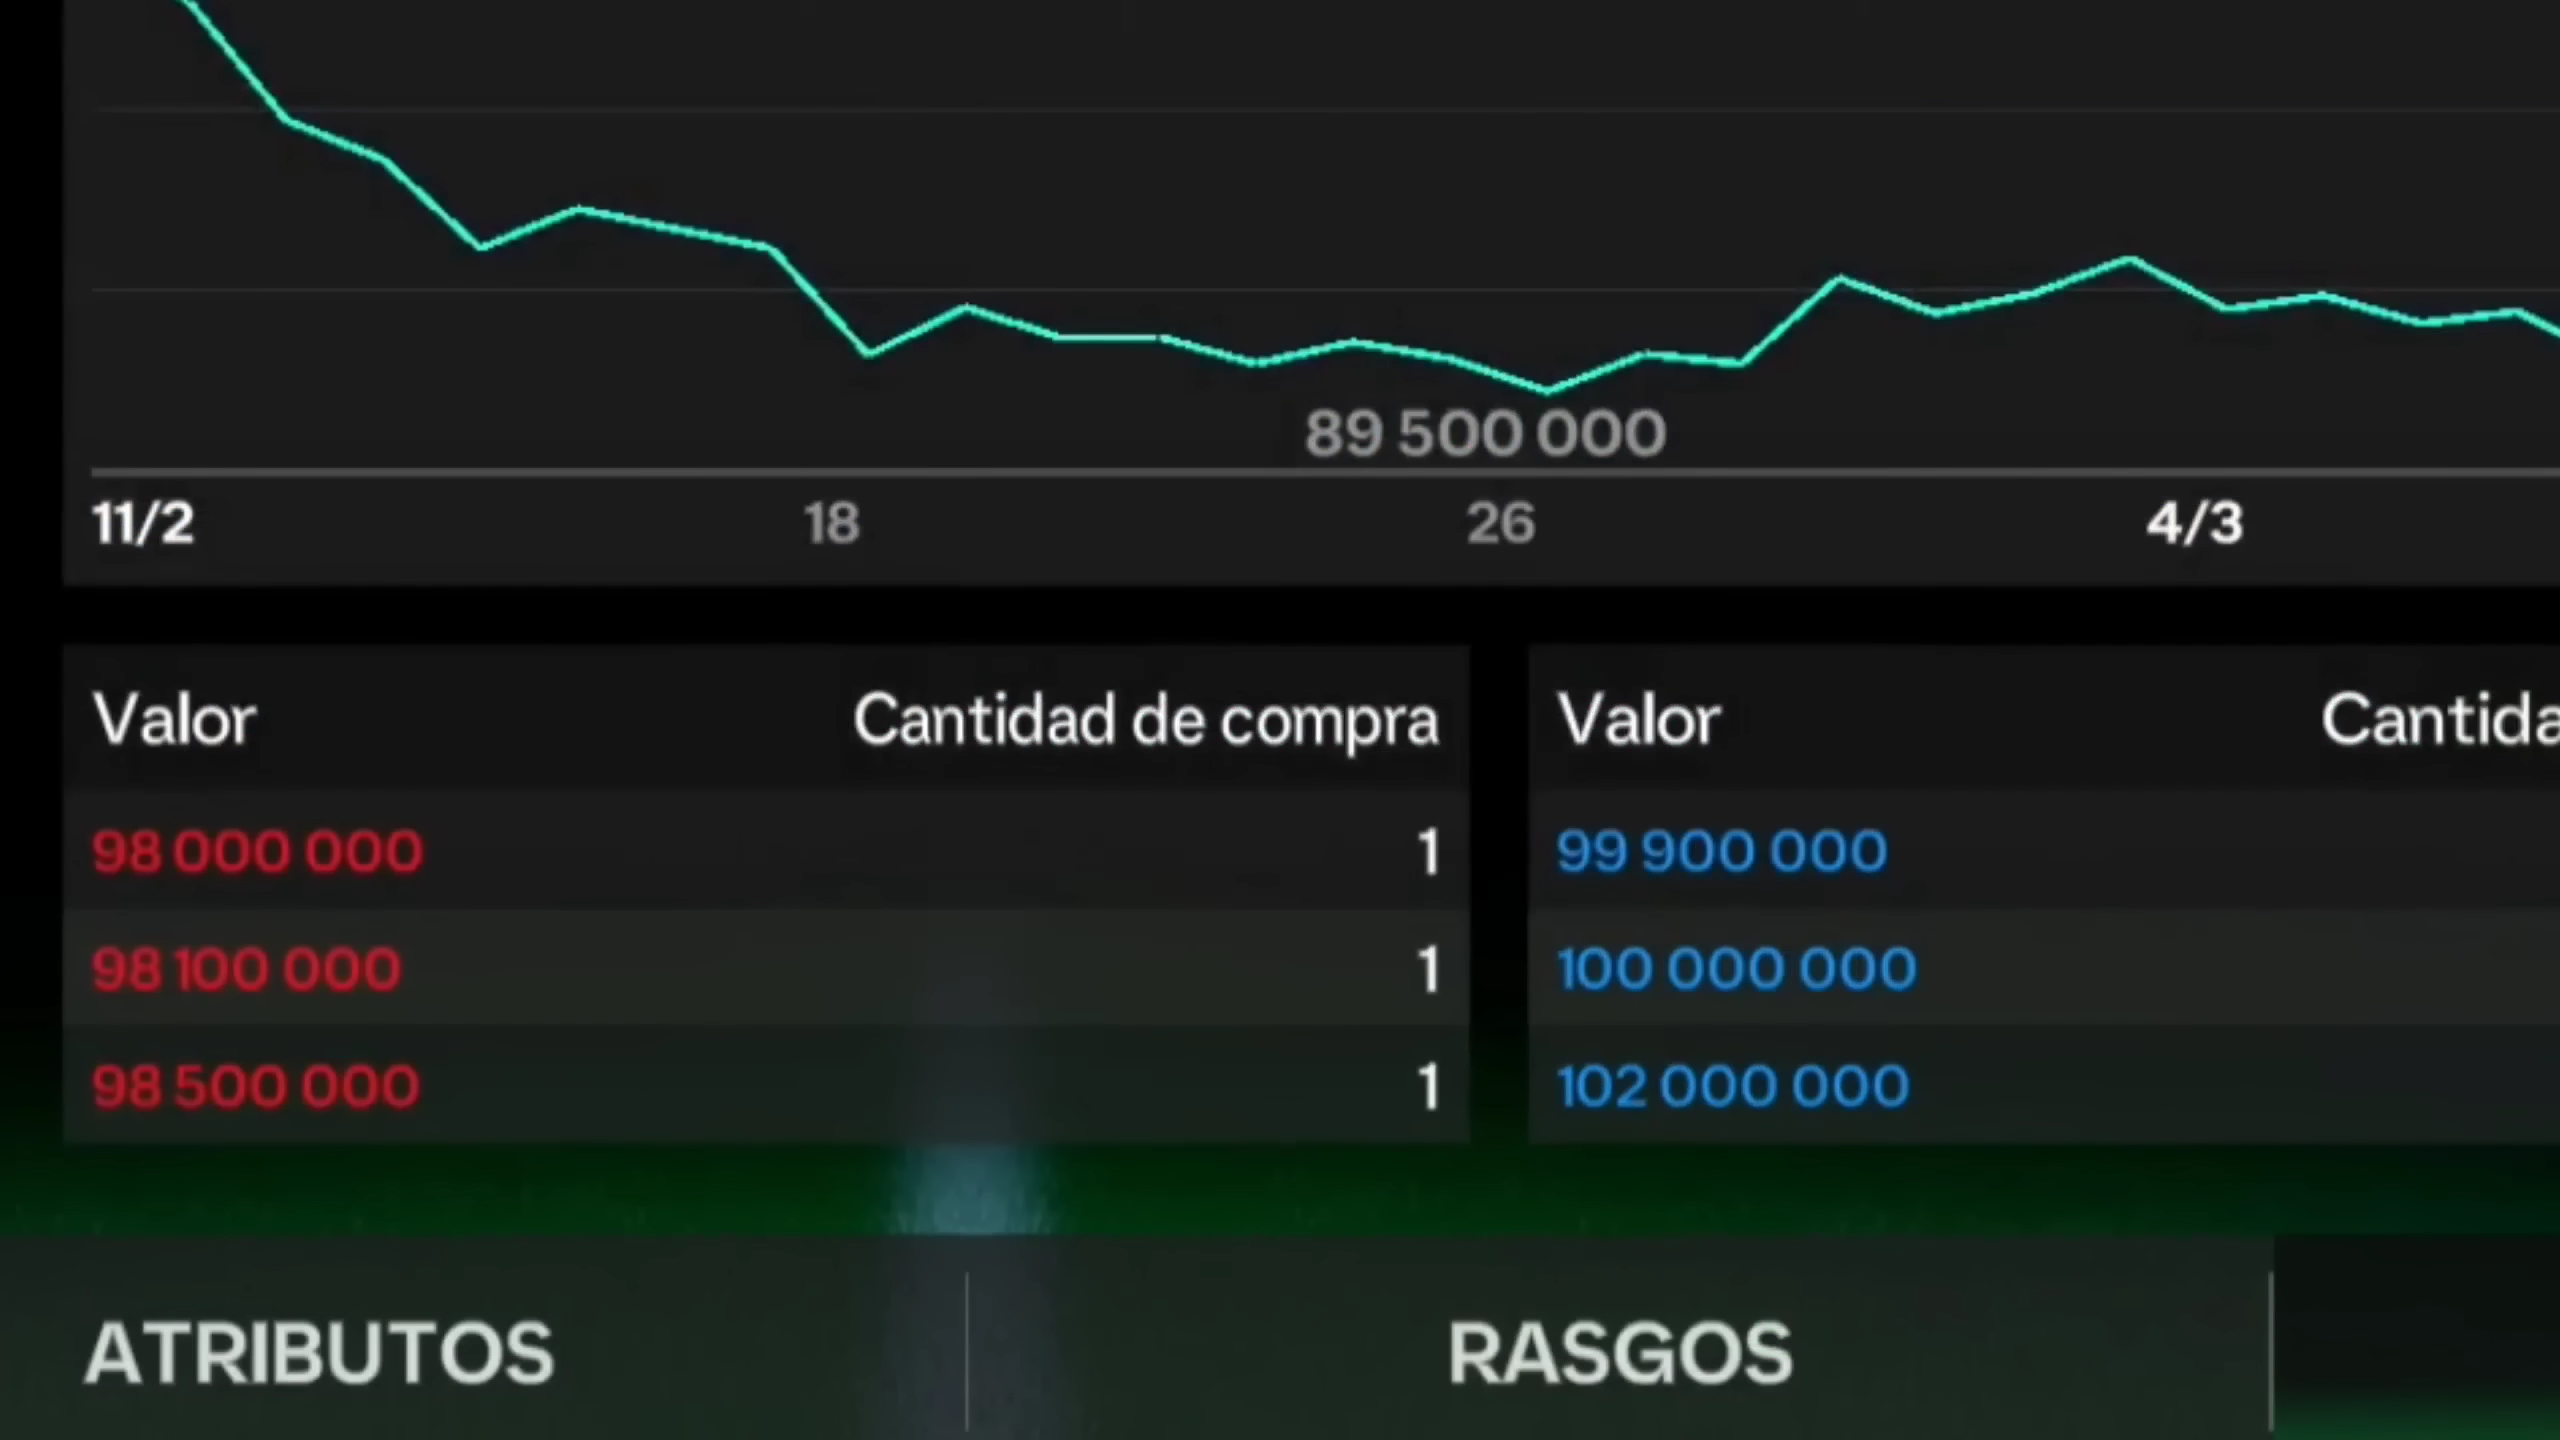 89 500 000
11/2 18 26 4/3
Valor Cantidad de compra Valor
98 000 000 1 99 900 000
98 100 000 1 100 000 000
98 500 000 1 102 000 000
ATRIBUTOS RASGOS